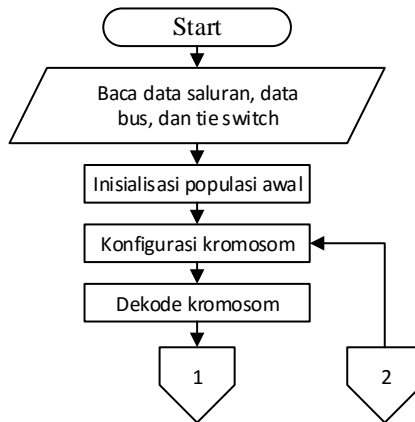 Start
Baca data saluran, data
bus, dan tie switch
Inisialisasi populasi awal
Konfigurasi kromosom
Dekode kromosom
1
2